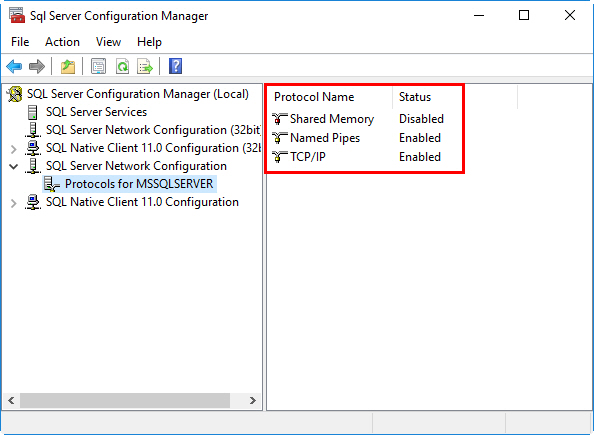 Sql Server Configuration Manager
File Action View Help
SQL Server Configuration Manager (Local)
SQL Server Services
SQL Server Network Configuration (32bit)
SQL Native Client 11.0 Configuration (32b
SQL Server Network Configuration
Protocols for MSSQLSERVER
SQL Native Client 11.0 Configuration
Protocol Name Status
Shared Memory Disabled
Named Pipes Enabled
TCP/IP Enabled